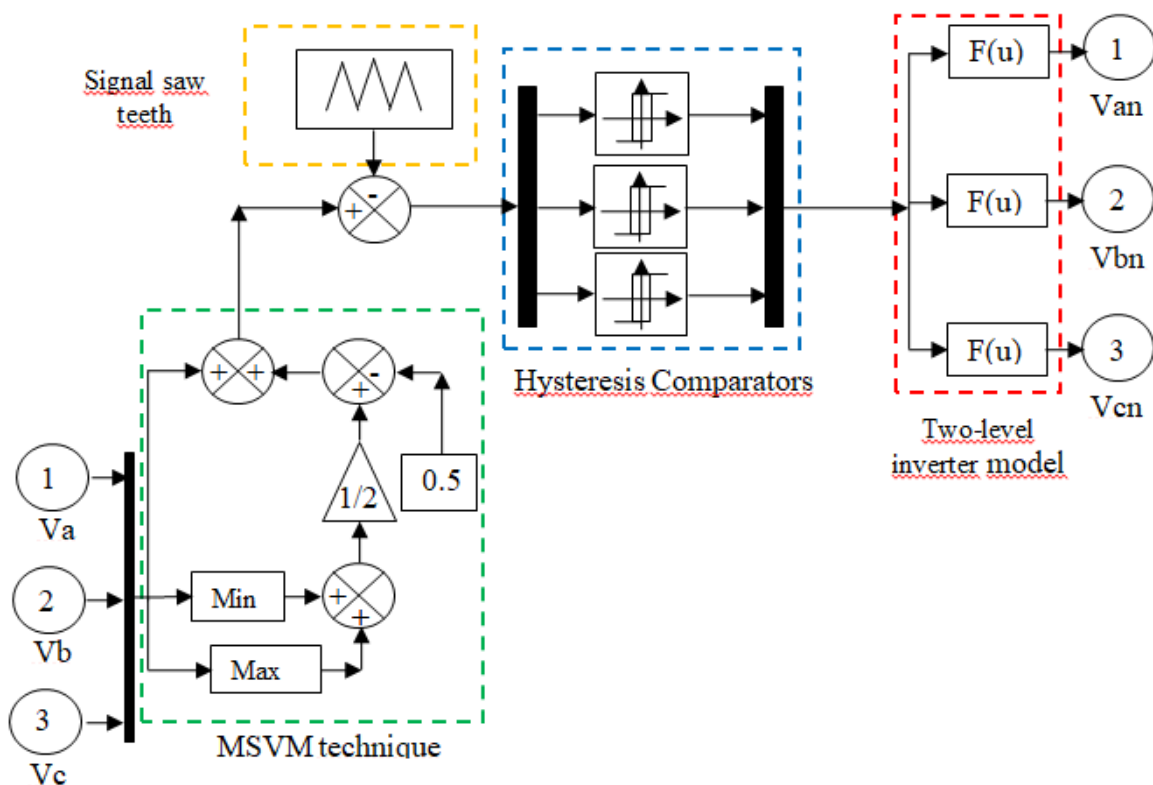 Signal saw
teeth
-
+
F(u)
1
Van
F(u)
2
Vbn
F(u)
3
Vcn
Hysteresis Comparators
Two-level
inverter model
+
+
-
+
1/2
0.5
1
Va
2
Vb
3
Vc
Min
+
+
Max
MSVM technique